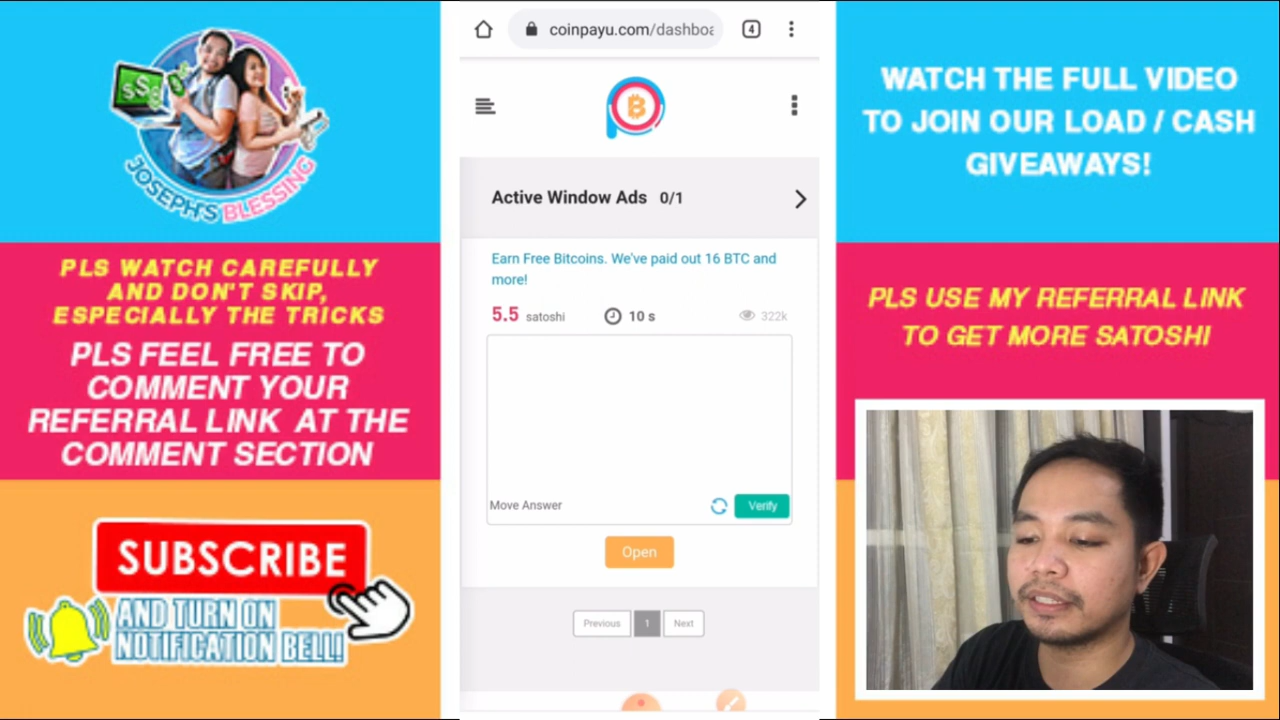 $$$
JOSEPH'S BLESSING
PLS WATCH CAREFULLY
AND DON'T SKIP,
ESPECIALLY THE TRICKS
PLS FEEL FREE TO
COMMENT YOUR
REFERRAL LINK AT THE
COMMENT SECTION
SUBSCRIBE
AND TURN ON
NOTIFICATION BELL!
coinpayu.com/dashboa
4
B
Active Window Ads 0/1
Earn Free Bitcoins. We've paid out 16 BTC and
more!
5.5 satoshi 10 s 322k
Move Answer Verify
Open
Previous 1 Next
WATCH THE FULL VIDEO
TO JOIN OUR LOAD / CASH
GIVEAWAYS!
PLS USE MY REFERRAL LINK
TO GET MORE SATOSHI